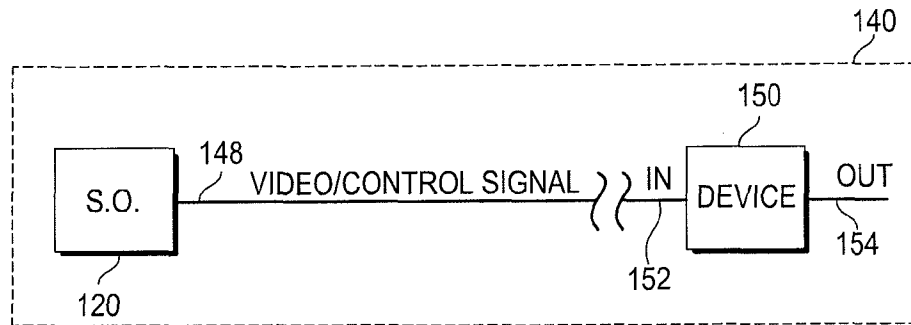 140
150
148
VIDEO/CONTROL SIGNAL
IN
OUT
S.O.
DEVICE
152
154
120